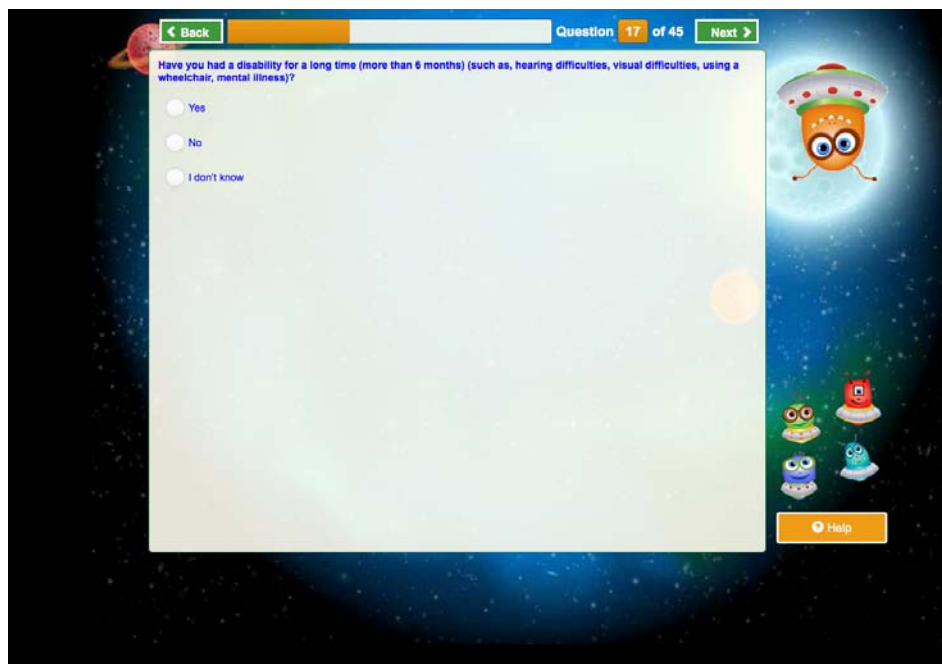 Back
Question 17 of 45
Next
Have you had a disability for a long time (more than 6 months) (such as, hearing difficulties, visual difficulties, using a
wheelchair, mental illness)?
Yes
No
I don't know
Help